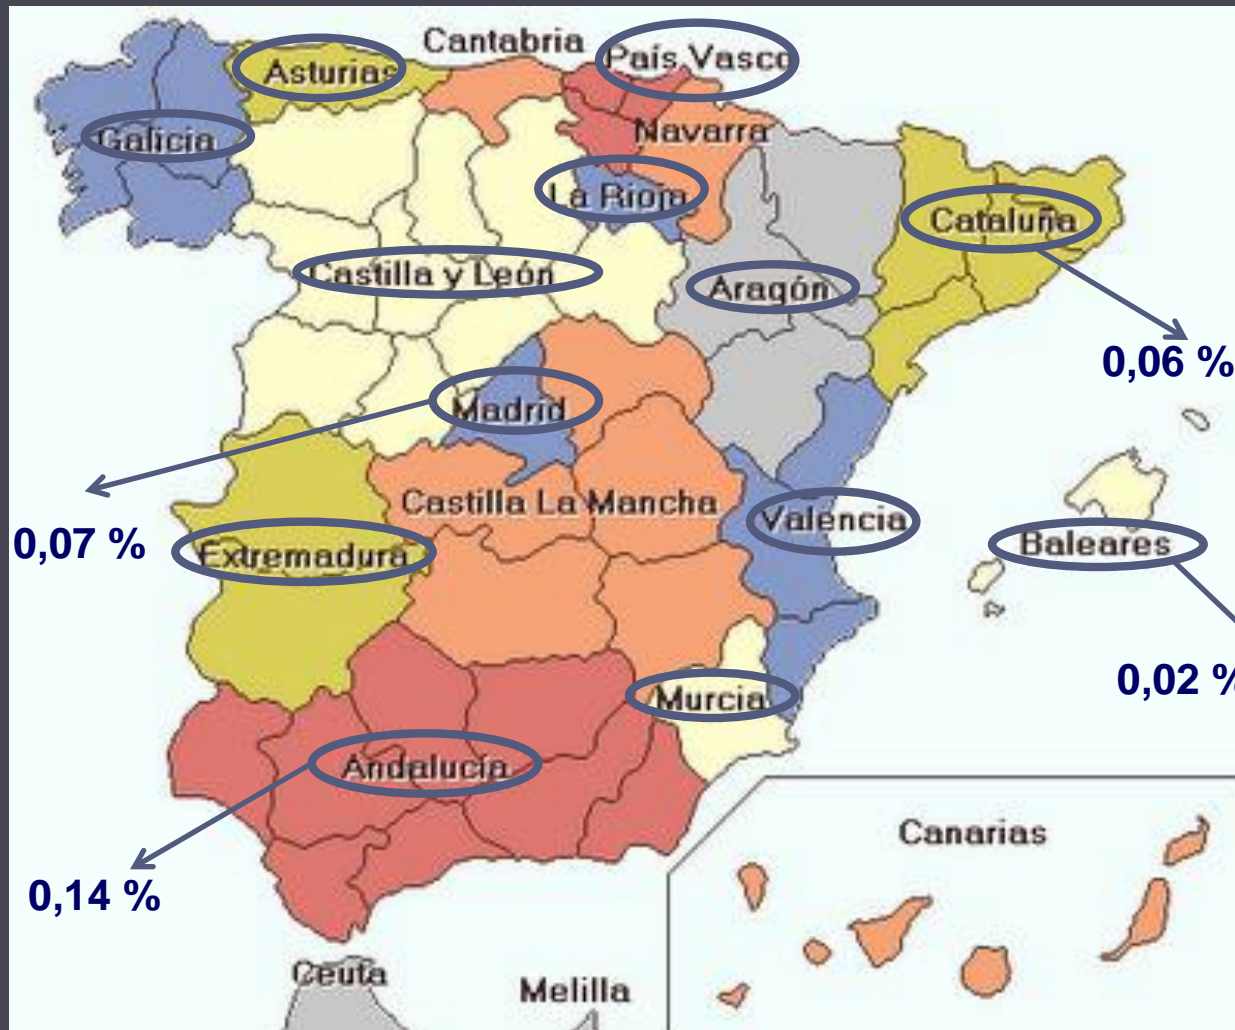 Cantabria
País Vasco
Asturias
Galicia
Navarra
La Rioja
Cataluña
Castilla y León
Aragón
0,06 %
Madrid
Castilla La Mancha
Valencia
0,07 %
Extremadura
Baleares
0,02 %
Murcia
Andalucía
Canarias
0,14 %
Ceuta
Melilla